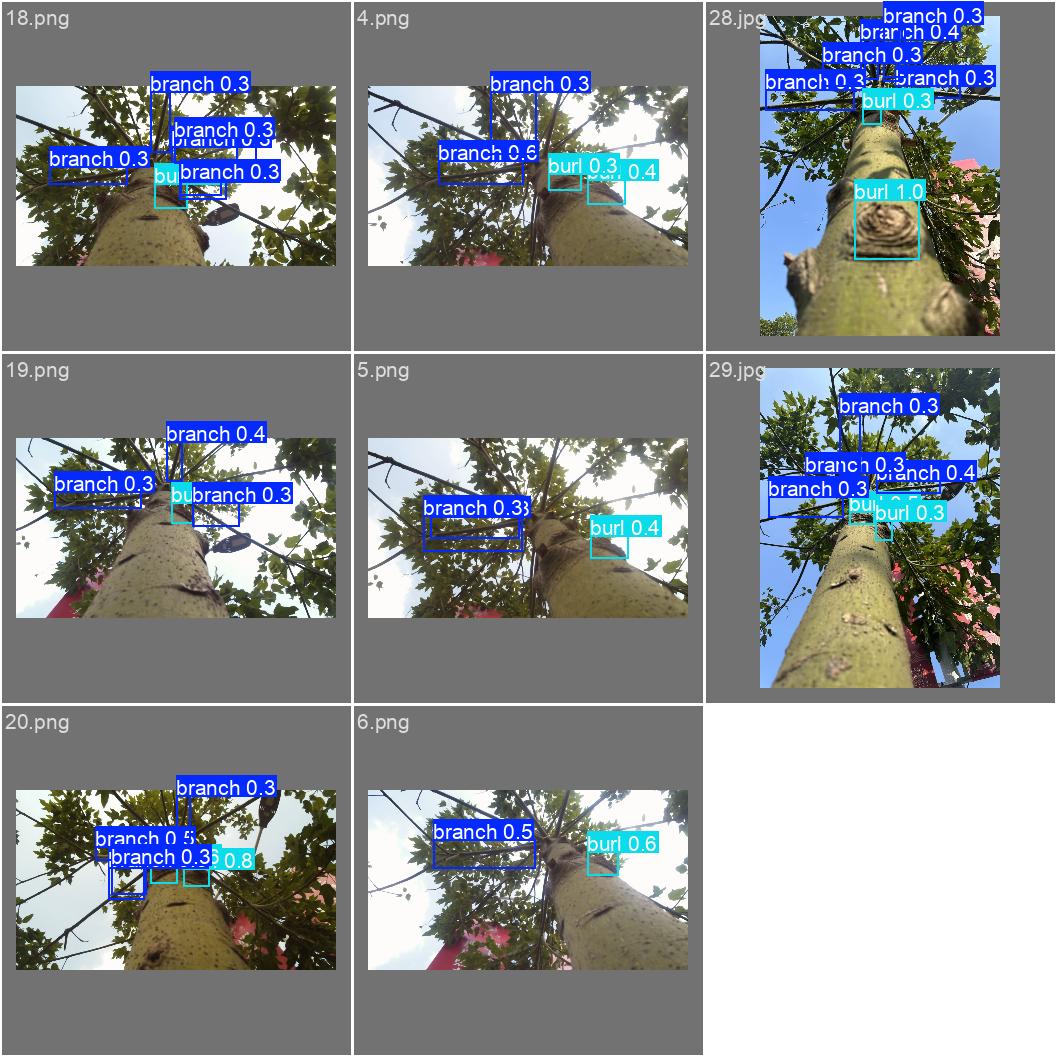 18.png
branch 0.3
branch 0.3
branch 0.3
bu
branch 0.3
4.png
branch 0.3
branch 0.6
burl 0.3
0.4
28.jpg
branch 0.3
branch 0.4
branch 0.3
branch 0.3
branch 0.3
burl 0.3
burl 1.0
19.png
branch 0.4
branch 0.3
bu
branch 0.3
5.png
branch 0.3
burl 0.4
29.jpg
branch 0.3
branch 0.3
branch 0.4
branch 0.3
burl 0.3
20.png
branch 0.3
branch 0.5
branch 0.3
0.8
6.png
branch 0.5
burl 0.6